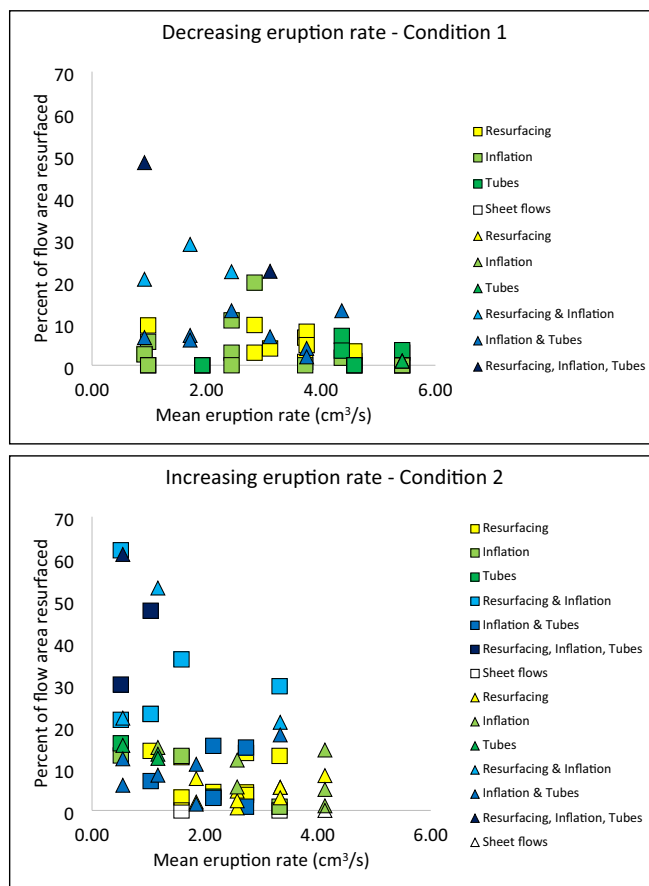 Decreasing eruption rate - Condition 1
Percent of flow area resurfaced
70
60
50
40
30
20
10
0
0.00 2.00 4.00 6.00
Mean eruption rate (cm³/s)
Resurfacing
Inflation
Tubes
Sheet flows
Resurfacing
Inflation
Tubes
Resurfacing & Inflation
Inflation & Tubes
Resurfacing, Inflation, Tubes
Increasing eruption rate - Condition 2
Percent of flow area resurfaced
70
60
50
40
30
20
10
0
0.00 2.00 4.00 6.00
Mean eruption rate (cm³/s)
Resurfacing
Inflation
Tubes
Resurfacing & Inflation
Inflation & Tubes
Resurfacing, Inflation, Tubes
Sheet flows
Resurfacing
Inflation
Tubes
Resurfacing & Inflation
Inflation & Tubes
Resurfacing, Inflation, Tubes
Sheet flows